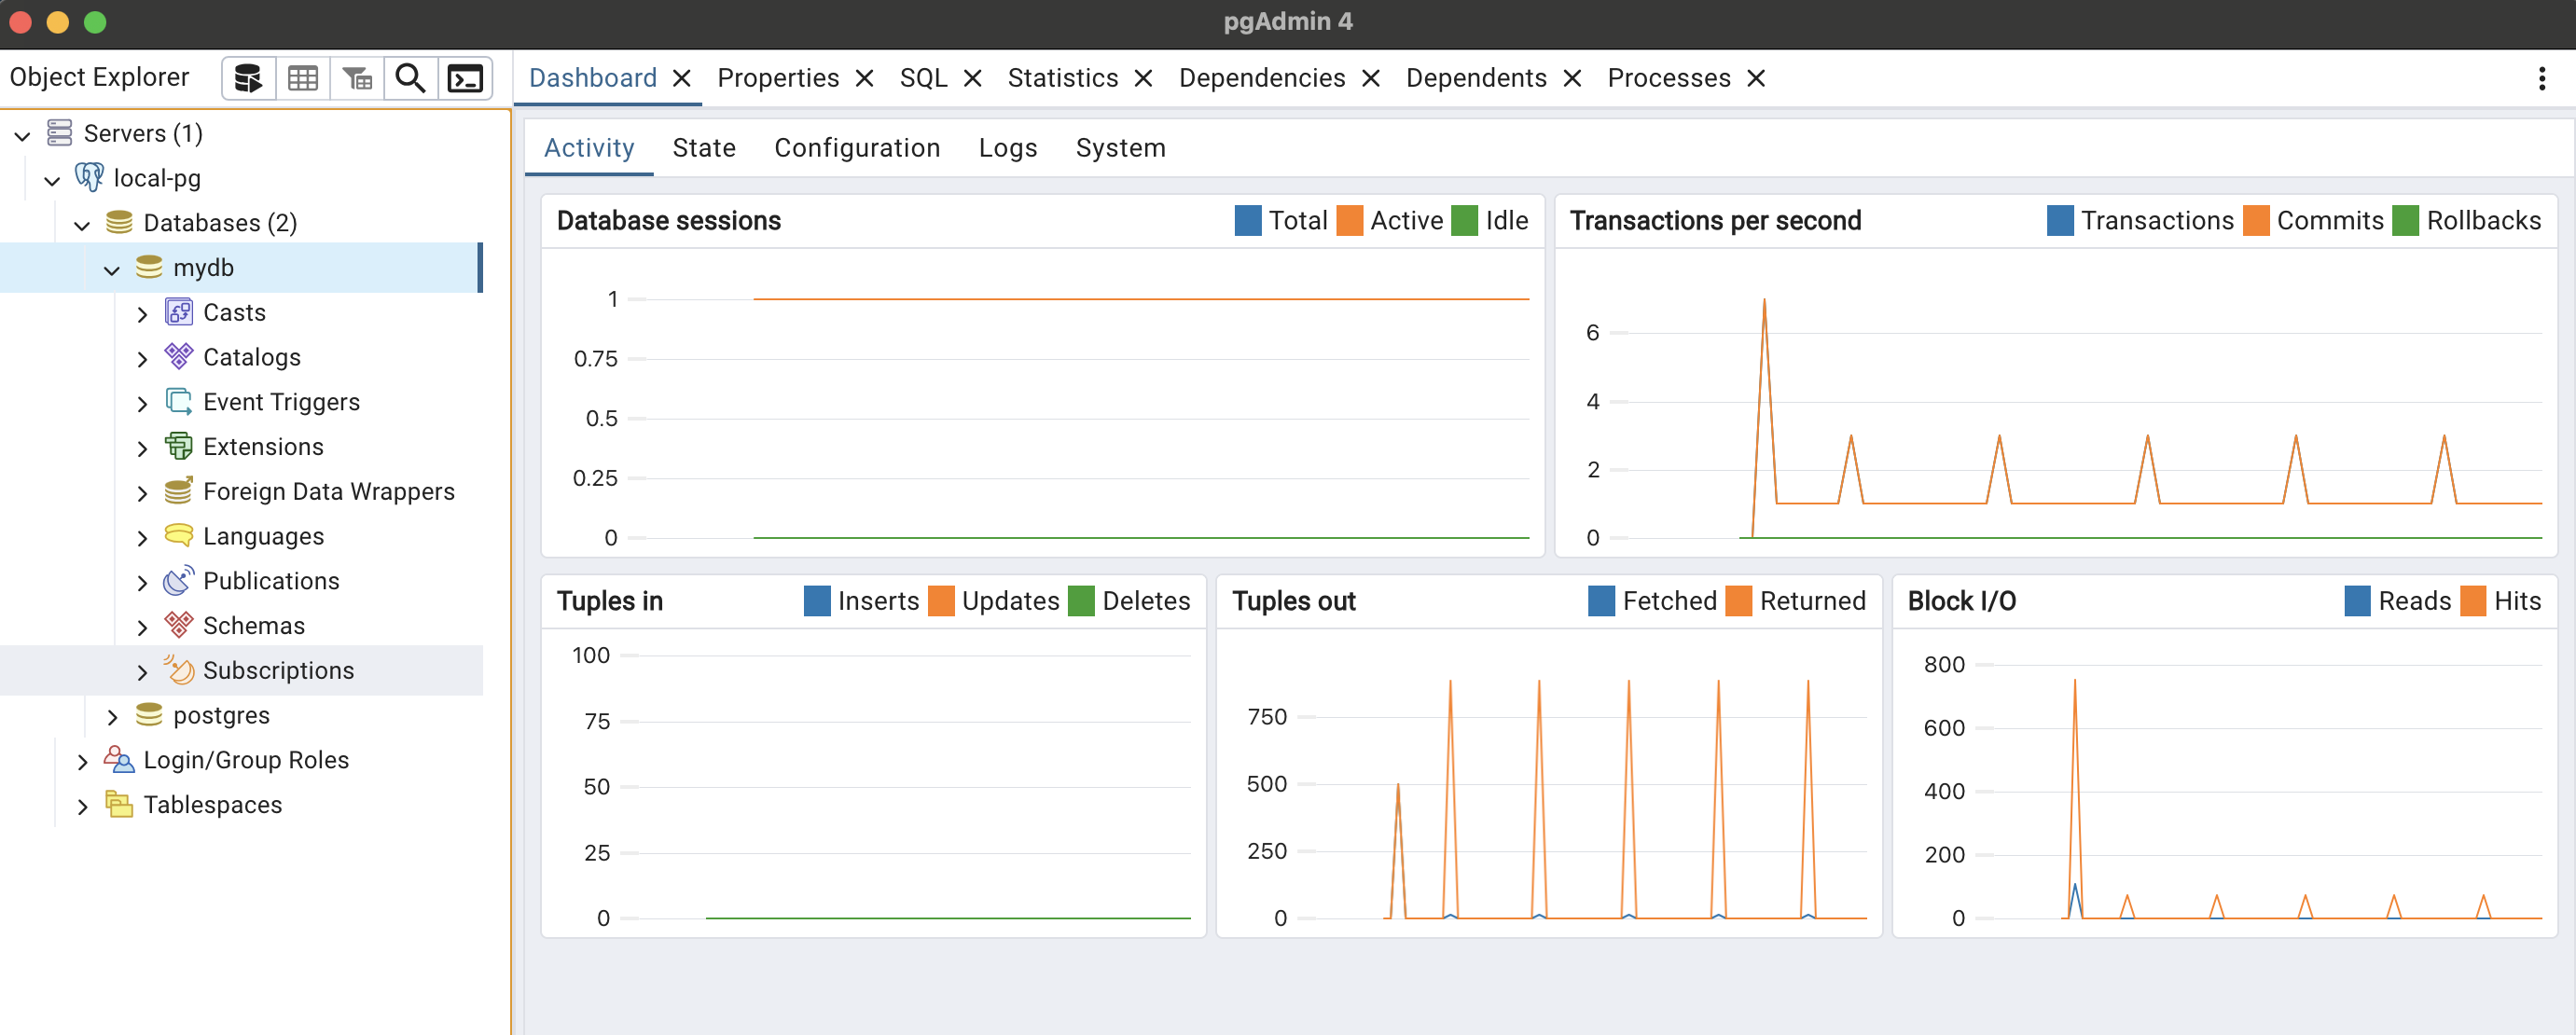 pgAdmin 4
Object Explorer
Dashboard Properties SQL Statistics Dependencies Dependents Processes
Servers (1)
local-pg
Databases (2)
mydb
Casts
Catalogs
Event Triggers
Extensions
Foreign Data Wrappers
Languages
Publications
Schemas
Subscriptions
postgres
Login/Group Roles
Tablespaces
Activity State Configuration Logs System
Database sessions Total Active Idle
1
0.75
0.5
0.25
0
Transactions per second Transactions Commits Rollbacks
6
4
2
0
Tuples in Inserts Updates Deletes
100
75
50
25
0
Tuples out Fetched Returned
750
500
250
0
Block I/O Reads Hits
800
600
400
200
0